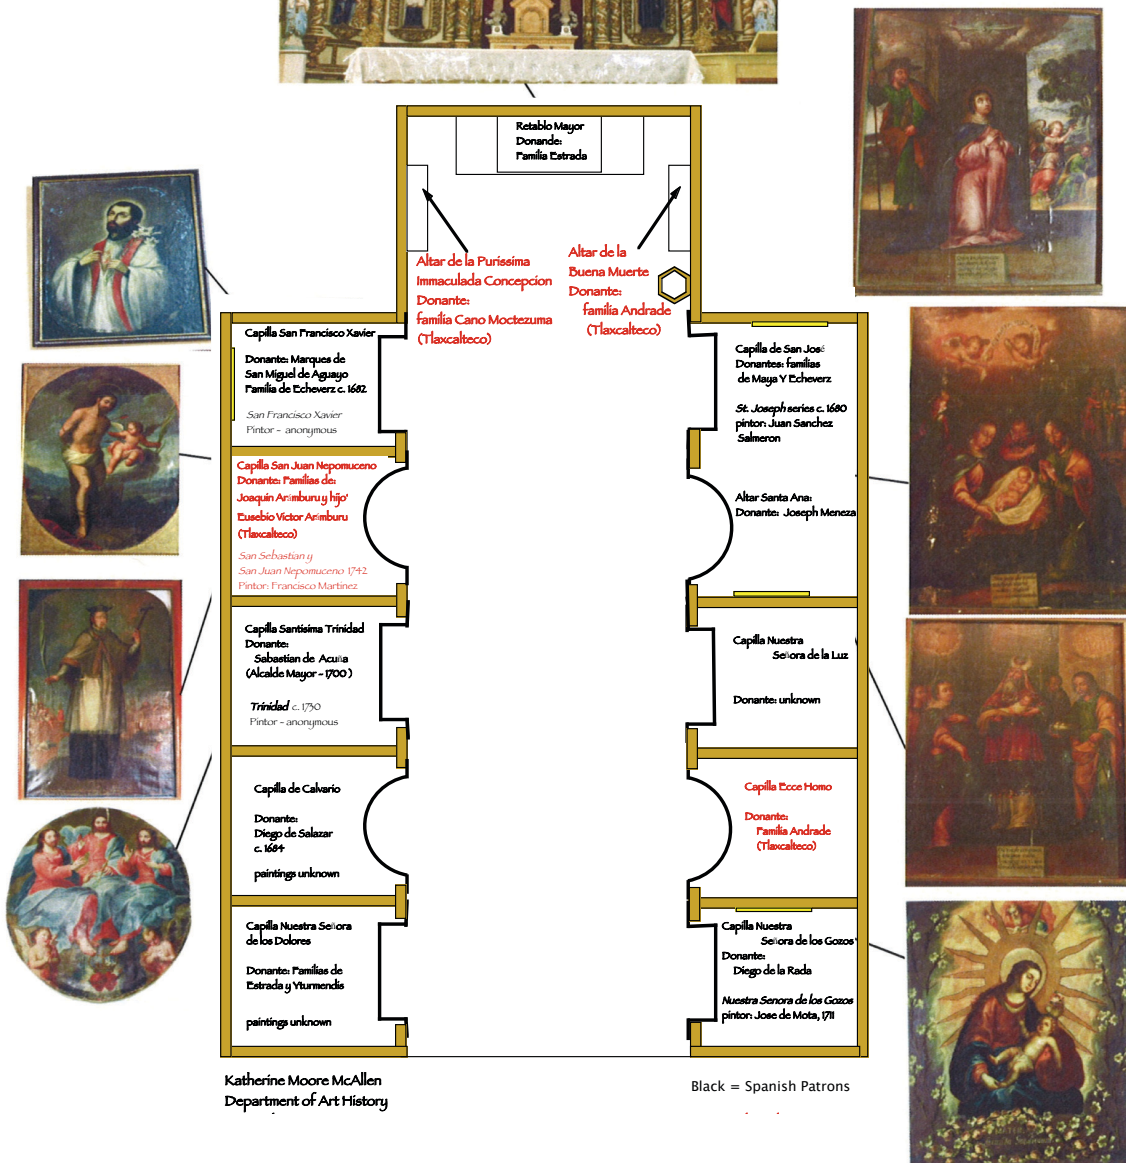 Retablo Mayor
Donande:
Familia Estrada
Altar de la Purissima
Immaculada Concepcion
Donante:
familia Cano Moctezuma
(Tlaxcalteco)
Altar de la
Buena Muerte
Donante:
familia Andrade
(Tlaxcalteco)
Capilla San Francisco Xavier
Donante: Marques de
San Miguel de Aguayo
Familia de Echeverz c. 1682
San Francisco Xavier
Pintor - anonymous
Capilla San Juan Nepomuceno
Donante: Familias de:
Joaquin Arimburu y hijo'
Eusebio Victor Arimburu
(Tlaxcalteco)
San Sebastian y
San Juan Nepomuceno 1742
Pintor: Francisco Martinez
Capilla Santisima Trinidad
Donante:
Sabastian de Acuña
(Alcalde Mayor - 1700 )
Trinidad c. 1730
Pintor - anonymous
Capilla de Calvario
Donante:
Diego de Salazar
c. 1684
paintings unknown
Capilla Nuestra Señora
de los Dolores
Donante: Familias de
Estrada y Yturmendis
paintings unknown
Capilla de San José
Donantes: familias
de Maya Y Echeverz
St. Joseph series c. 1680
pintor: Juan Sanchez
Salmeron
Altar Santa Ana:
Donante: Joseph Meneza
Capilla Nuestra
Señora de la Luz
Donante: unknown
Capilla Ecce Homo
Donante:
Familia Andrade
(Tlaxcalteco)
Capilla Nuestra
Señora de los Gozos
Donante:
Diego de la Rada
Nuestra Senora de los Gozos
pintor: Jose de Mota, 1711
Katherine Moore McAllen
Department of Art History
Black = Spanish Patrons